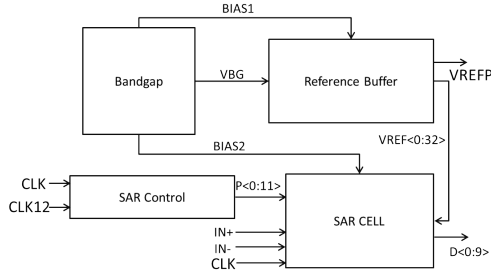 BIAS1
Bandgap
VBG
Reference Buffer
VREFP
VREF<0:32>
BIAS2
CLK
CLK12
SAR Control
P<0:11>
SAR CELL
IN+
IN-
CLK
D<0:9>